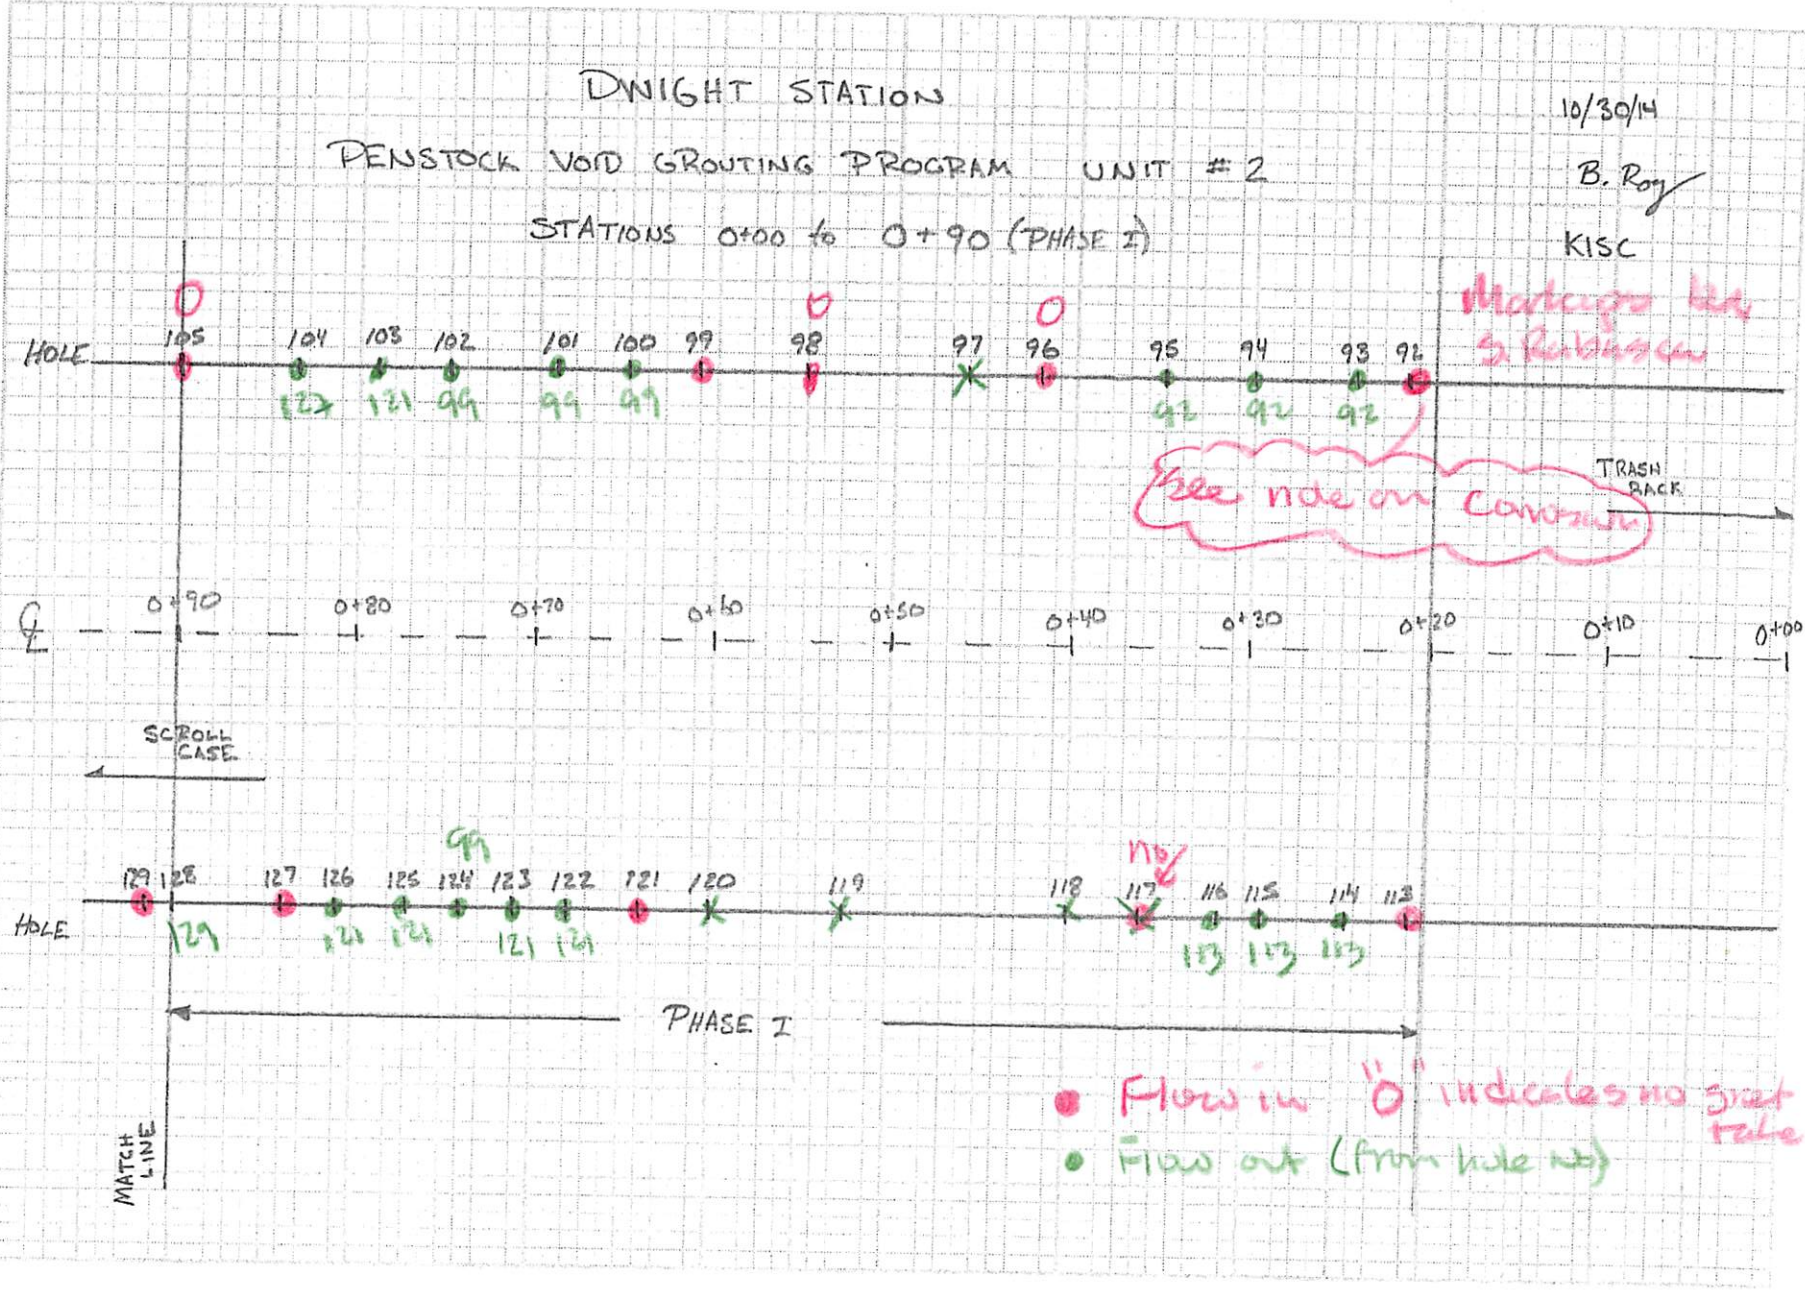 DWIGHT STATION
10/30/14
PENSTOCK VOID GROUTING PROGRAM UNIT # 2
B. Roy
STATIONS 0+00 to 0+90 (PHASE I)
KISC
Markups
O O O
HOLE 105 104 103 102 101 100 99 98 97 96 95 94 93 92
127 121 99 99 99 92 92 92
See note on
TRASH
RACK
℄ 0+90 0+80 0+70 0+60 0+50 0+40 0+30 0+20 0+10 0+00
SCROLL
CASE
99 no
129 128 127 126 125 124 123 122 121 120 119 118 117 116 115 114 113
HOLE 129 121 121 121 121 113 113 113
PHASE I
Flow in "O" indicates no grout
take
Flow out (from hole no)
MATCH
LINE